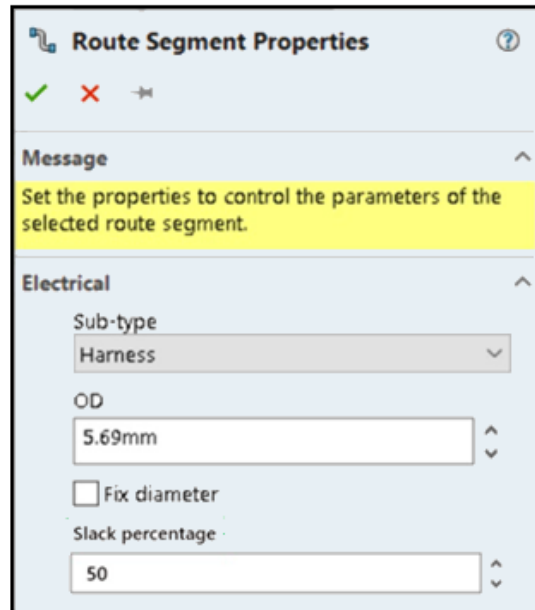 Route Segment Properties
Message
Set the properties to control the parameters of the
selected route segment.
Electrical
Sub-type
Harness
OD
5.69mm
Fix diameter
Slack percentage
50